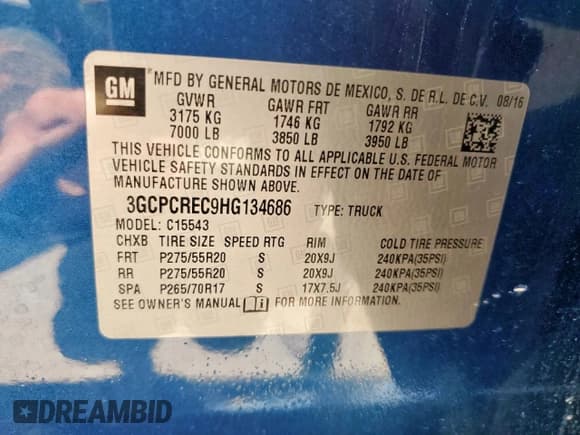 GM
MFD BY GENERAL MOTORS DE MEXICO, S. DE R.L. DE C.V. 08/16
GVWR GAWR FRT GAWR RR
3175 KG 1746 KG 1792 KG
7000 LB 3850 LB 3950 LB
THIS VEHICLE CONFORMS TO ALL APPLICABLE U.S. FEDERAL MOTOR
VEHICLE SAFETY STANDARDS IN EFFECT ON THE DATE OF
MANUFACTURE SHOWN ABOVE.
3GCPCREC9HG134686 TYPE: TRUCK
MODEL: C15543
CHXB TIRE SIZE SPEED RTG RIM COLD TIRE PRESSURE
FRT P275/55R20 S 20X9J 240KPA(35PSI)
RR P275/55R20 S 20X9J 240KPA(35PSI)
SPA P265/70R17 S 17X7.5J 240KPA(35PSI)
SEE OWNER'S MANUAL FOR MORE INFORMATION.
DREAMBID